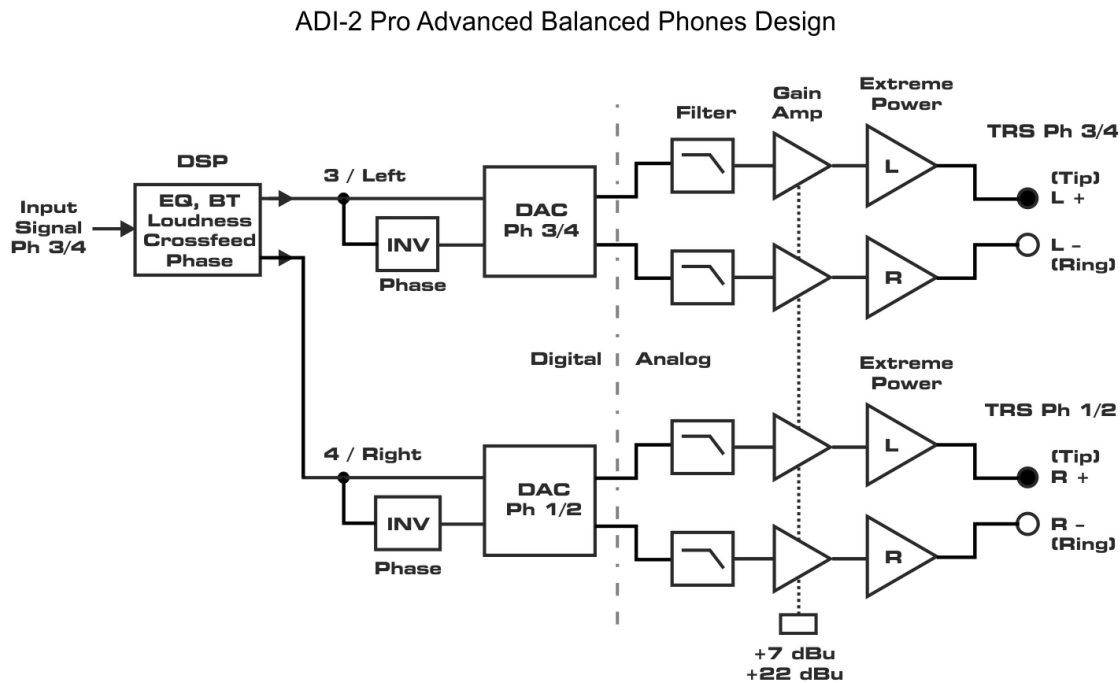 ADI-2 Pro Advanced Balanced Phones Design
Input
Signal
Ph 3/4
DSP
EQ, BT
Loudness
Crossfeed
Phase
3 / Left
INV
Phase
DAC
Ph 3/4
Filter
Gain
Amp
Extreme
Power
L
R
TRS Ph 3/4
(Tip)
L +
L -
(Ring)
Digital
Analog
4 / Right
INV
Phase
DAC
Ph 1/2
Extreme
Power
L
R
TRS Ph 1/2
(Tip)
R +
R -
(Ring)
+7 dBu
+22 dBu